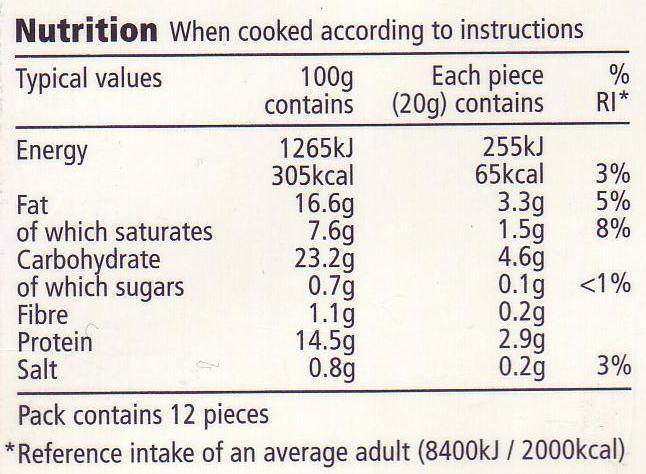 Nutrition When cooked according to instructions
Typical values 100g Each piece %
contains (20g) contains RI*
Energy 1265kJ 255kJ
305kcal 65kcal 3%
Fat 16.6g 3.3g 5%
of which saturates 7.6g 1.5g 8%
Carbohydrate 23.2g 4.6g
of which sugars 0.7g 0.1g <1%
Fibre 1.1g 0.2g
Protein 14.5g 2.9g
Salt 0.8g 0.2g 3%
Pack contains 12 pieces
*Reference intake of an average adult (8400kJ / 2000kcal)